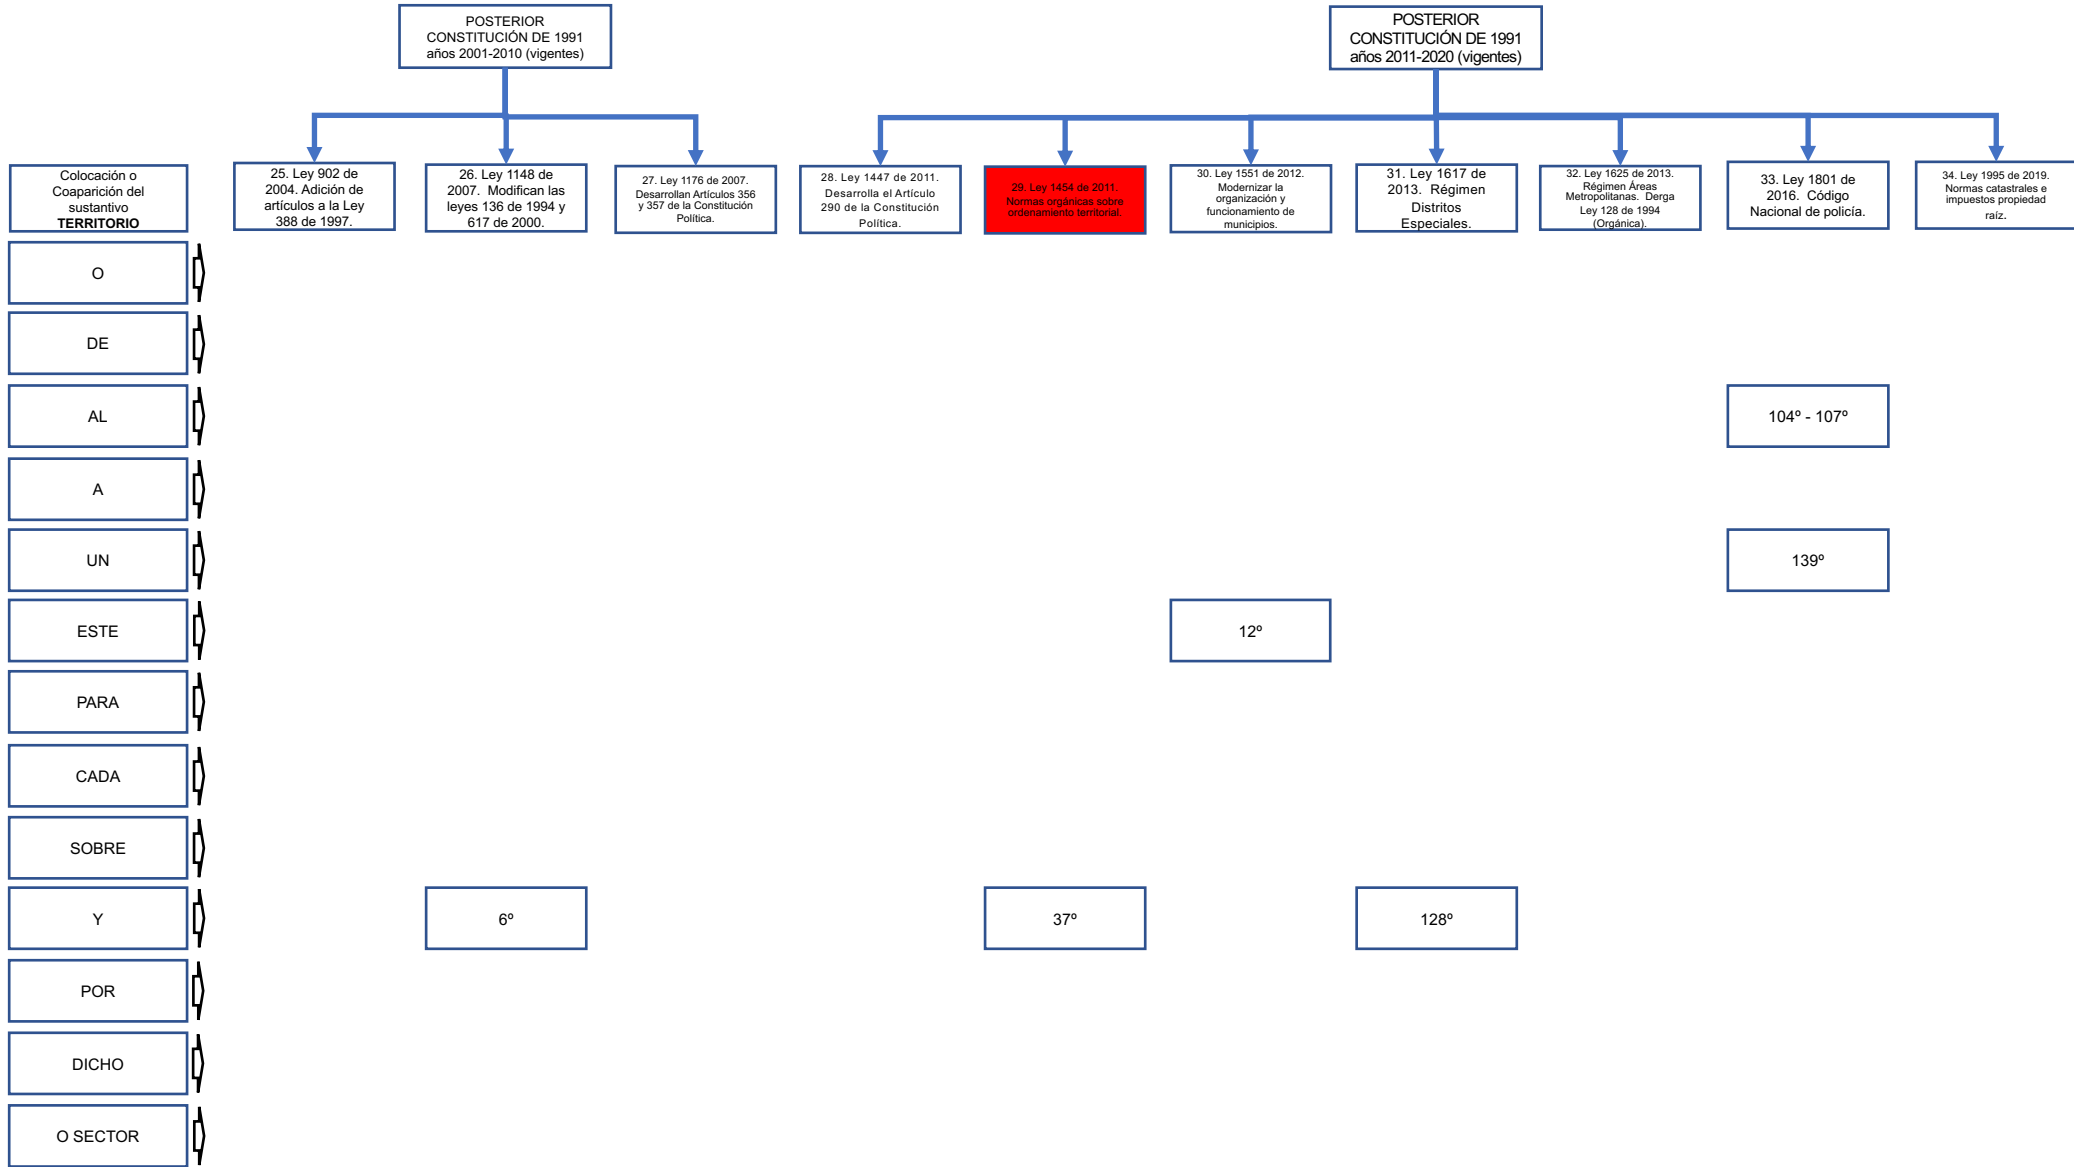 POSTERIOR
CONSTITUCIÓN DE 1991
años 2001-2010 (vigentes)
POSTERIOR
CONSTITUCIÓN DE 1991
años 2011-2020 (vigentes)
Colocación o
Coaparición del
sustantivo
TERRITORIO
25. Ley 902 de
2004. Adición de
artículos a la Ley
388 de 1997.
26. Ley 1148 de
2007. Modifican las
leyes 136 de 1994 y
617 de 2000.
27. Ley 1176 de 2007.
Desarrollan Artículos 356
y 357 de la Constitución
Política.
28. Ley 1447 de 2011.
Desarrolla el Artículo
290 de la Constitución
Política.
29. Ley 1454 de 2011.
Normas orgánicas sobre
ordenamiento territorial.
30. Ley 1551 de 2012.
Modernizar la
organización y
funcionamiento de
municipios.
31. Ley 1617 de
2013. Régimen
Distritos
Especiales.
32. Ley 1625 de 2013.
Régimen Áreas
Metropolitanas. Derga
Ley 128 de 1994
(Orgánica).
33. Ley 1801 de
2016. Código
Nacional de policía.
34. Ley 1995 de 2019.
Normas catastrales e
impuestos propiedad
raíz.
O
DE
AL
104º - 107º
A
UN
139º
ESTE
12º
PARA
CADA
SOBRE
Y
6º
37º
128º
POR
DICHO
O SECTOR